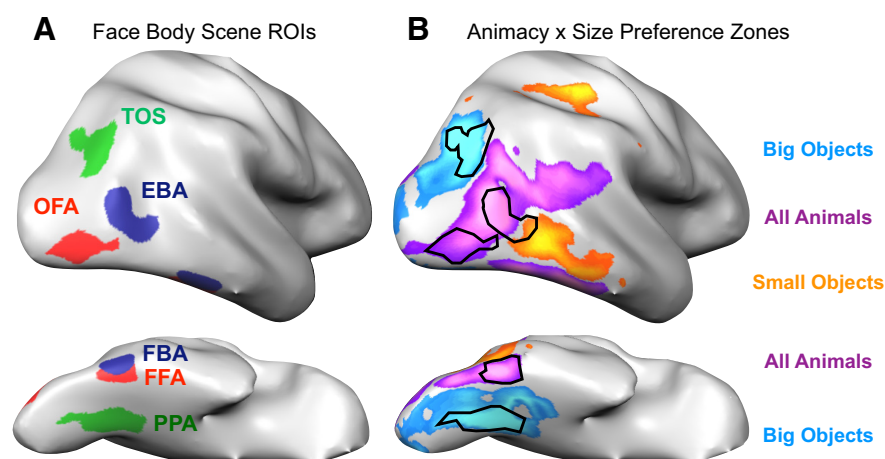 A Face Body Scene ROIs
B Animacy x Size Preference Zones
TOS
EBA
OFA
Big Objects
All Animals
Small Objects
FBA
FFA
PPA
All Animals
Big Objects